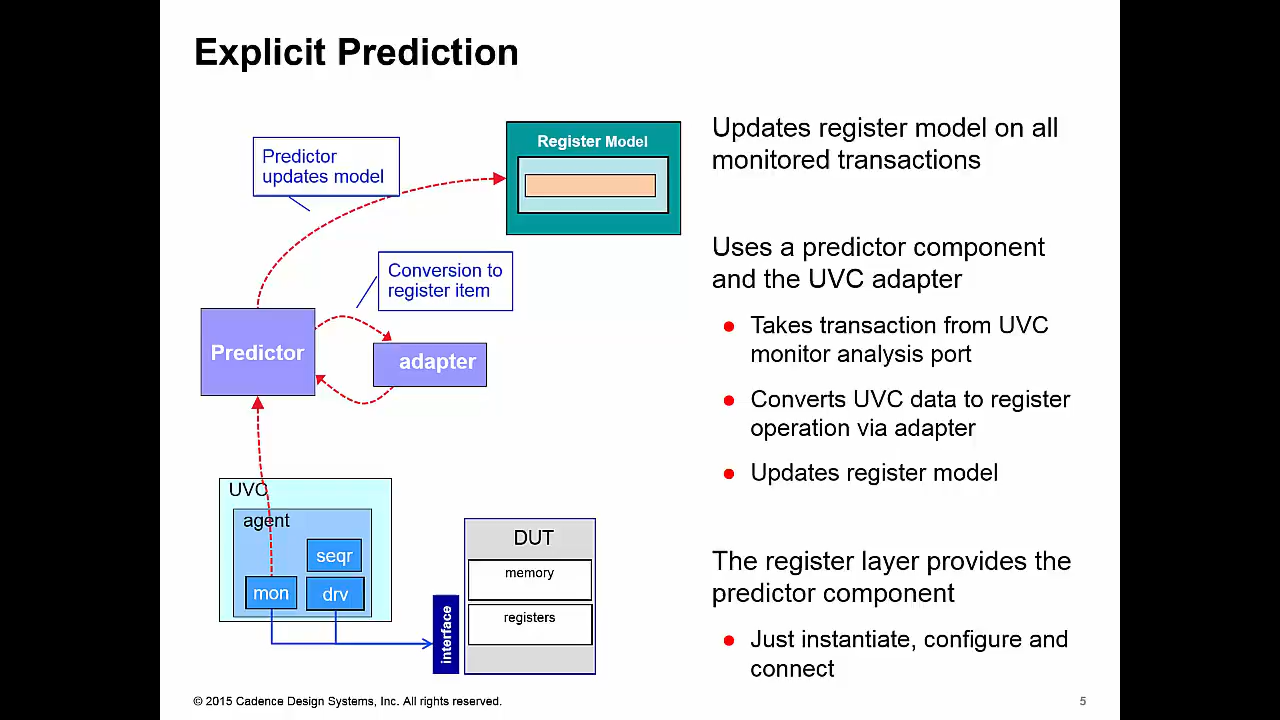 Explicit Prediction
Predictor
updates model
Register Model
Conversion to
register item
Predictor
adapter
UVC
agent
seqr
mon
drv
interface
DUT
memory
registers
Updates register model on all
monitored transactions
Uses a predictor component
and the UVC adapter
● Takes transaction from UVC
monitor analysis port
● Converts UVC data to register
operation via adapter
● Updates register model
The register layer provides the
predictor component
● Just instantiate, configure and
connect
© 2015 Cadence Design Systems, Inc. All rights reserved.
5